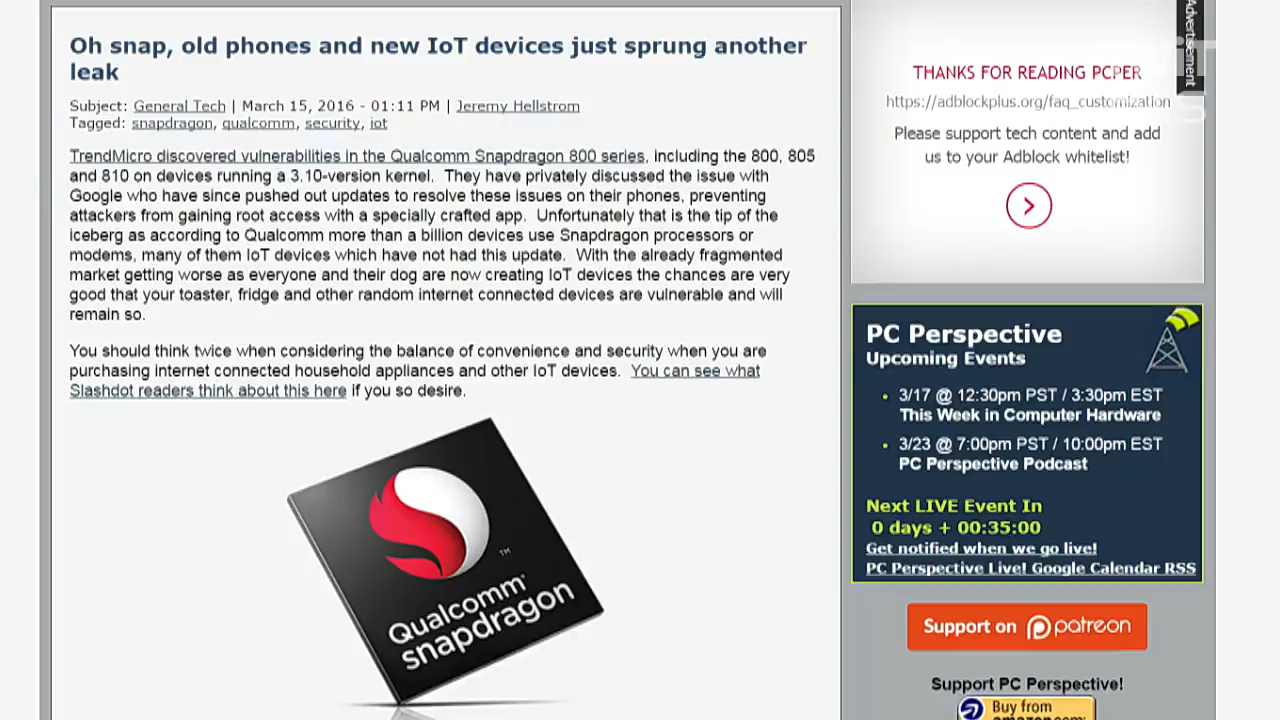 Oh snap, old phones and new IoT devices just sprung another
leak
Subject: General Tech | March 15, 2016 - 01:11 PM | Jeremy Hellstrom
Tagged: snapdragon, qualcomm, security, iot
TrendMicro discovered vulnerabilities in the Qualcomm Snapdragon 800 series, including the 800, 805
and 810 on devices running a 3.10-version kernel. They have privately discussed the issue with
Google who have since pushed out updates to resolve these issues on their phones, preventing
attackers from gaining root access with a specially crafted app. Unfortunately that is the tip of the
iceberg as according to Qualcomm more than a billion devices use Snapdragon processors or
modems, many of them IoT devices which have not had this update. With the already fragmented
market getting worse as everyone and their dog are now creating IoT devices the chances are very
good that your toaster, fridge and other random internet connected devices are vulnerable and will
remain so.
You should think twice when considering the balance of convenience and security when you are
purchasing internet connected household appliances and other IoT devices. You can see what
Slashdot readers think about this here if you so desire.
TM
Qualcomm
snapdragon
Advertisement
THANKS FOR READING PCPER
https://adblockplus.org/faq_customization
Please support tech content and add
us to your Adblock whitelist!
PC Perspective
Upcoming Events
• 3/17 @ 12:30pm PST / 3:30pm EST
This Week in Computer Hardware
• 3/23 @ 7:00pm PST / 10:00pm EST
PC Perspective Podcast
Next LIVE Event In
0 days + 00:35:00
Get notified when we go live!
PC Perspective Live! Google Calendar RSS
Support on patreon
Support PC Perspective!
Buy from
amazon.com